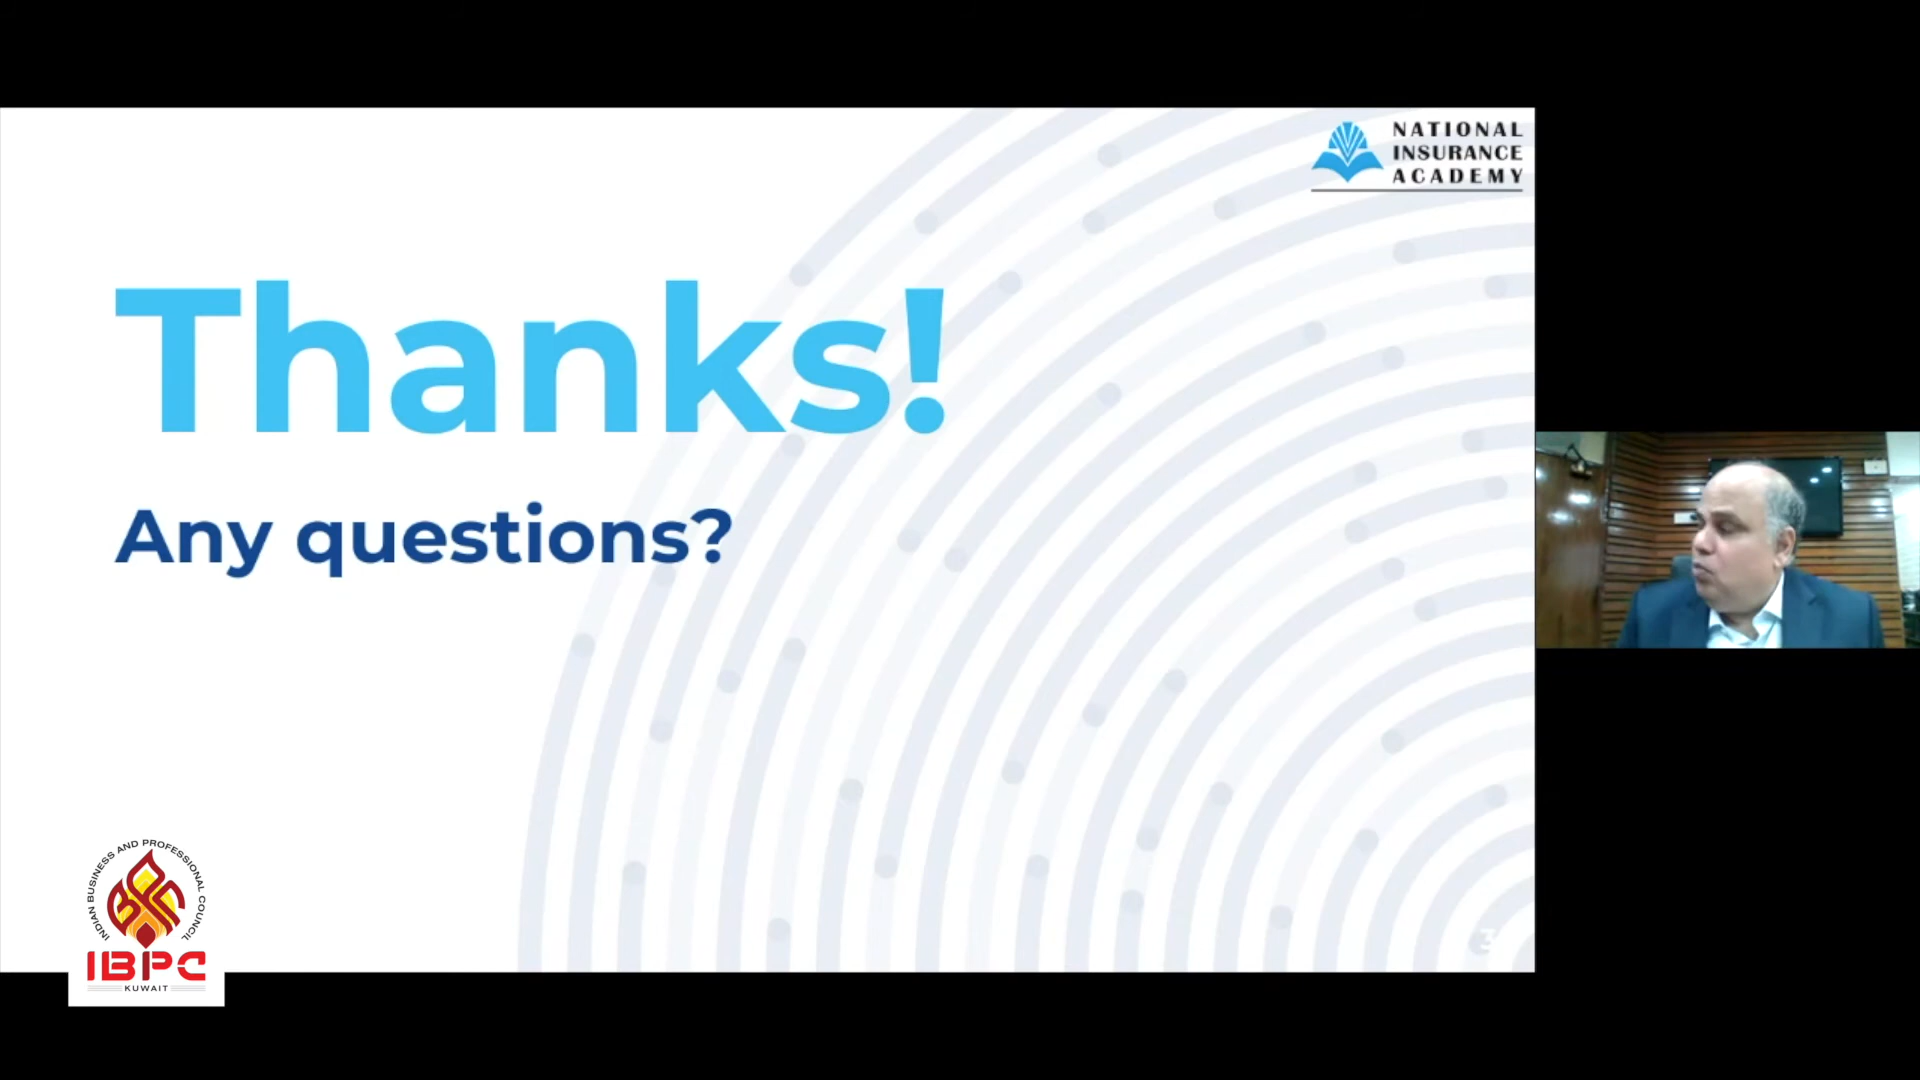 NATIONAL
INSURANCE
ACADEMY
Thanks!
Any questions?
INDIAN BUSINESS AND PROFESSIONAL COUNCIL
IBPC
KUWAIT